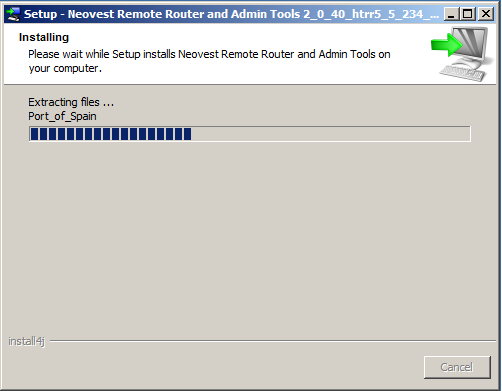 Setup - Neovest Remote Router and Admin Tools 2_0_40_htrr5_5_234_...
Installing
Please wait while Setup installs Neovest Remote Router and Admin Tools on
your computer.
Extracting files ...
Port_of_Spain
install4j
Cancel